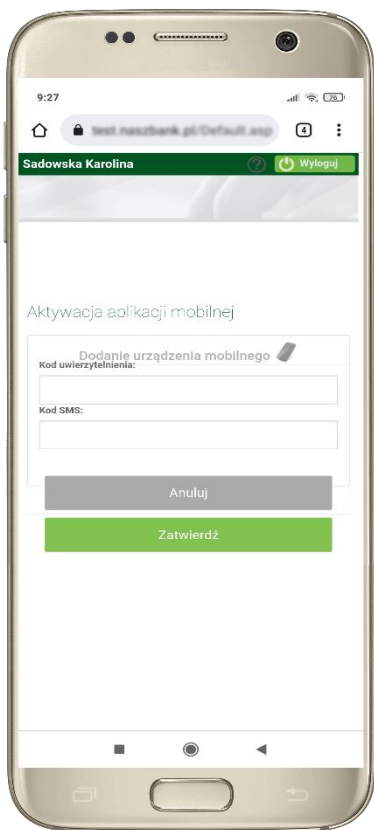 9:27
76
test.naszbank.pl/Default.asp
4
Sadowska Karolina
? Wyloguj
Aktywacja aplikacji mobilnej
Dodanie urządzenia mobilnego
Kod uwierzytelnienia:
Kod SMS:
Anuluj
Zatwierdź